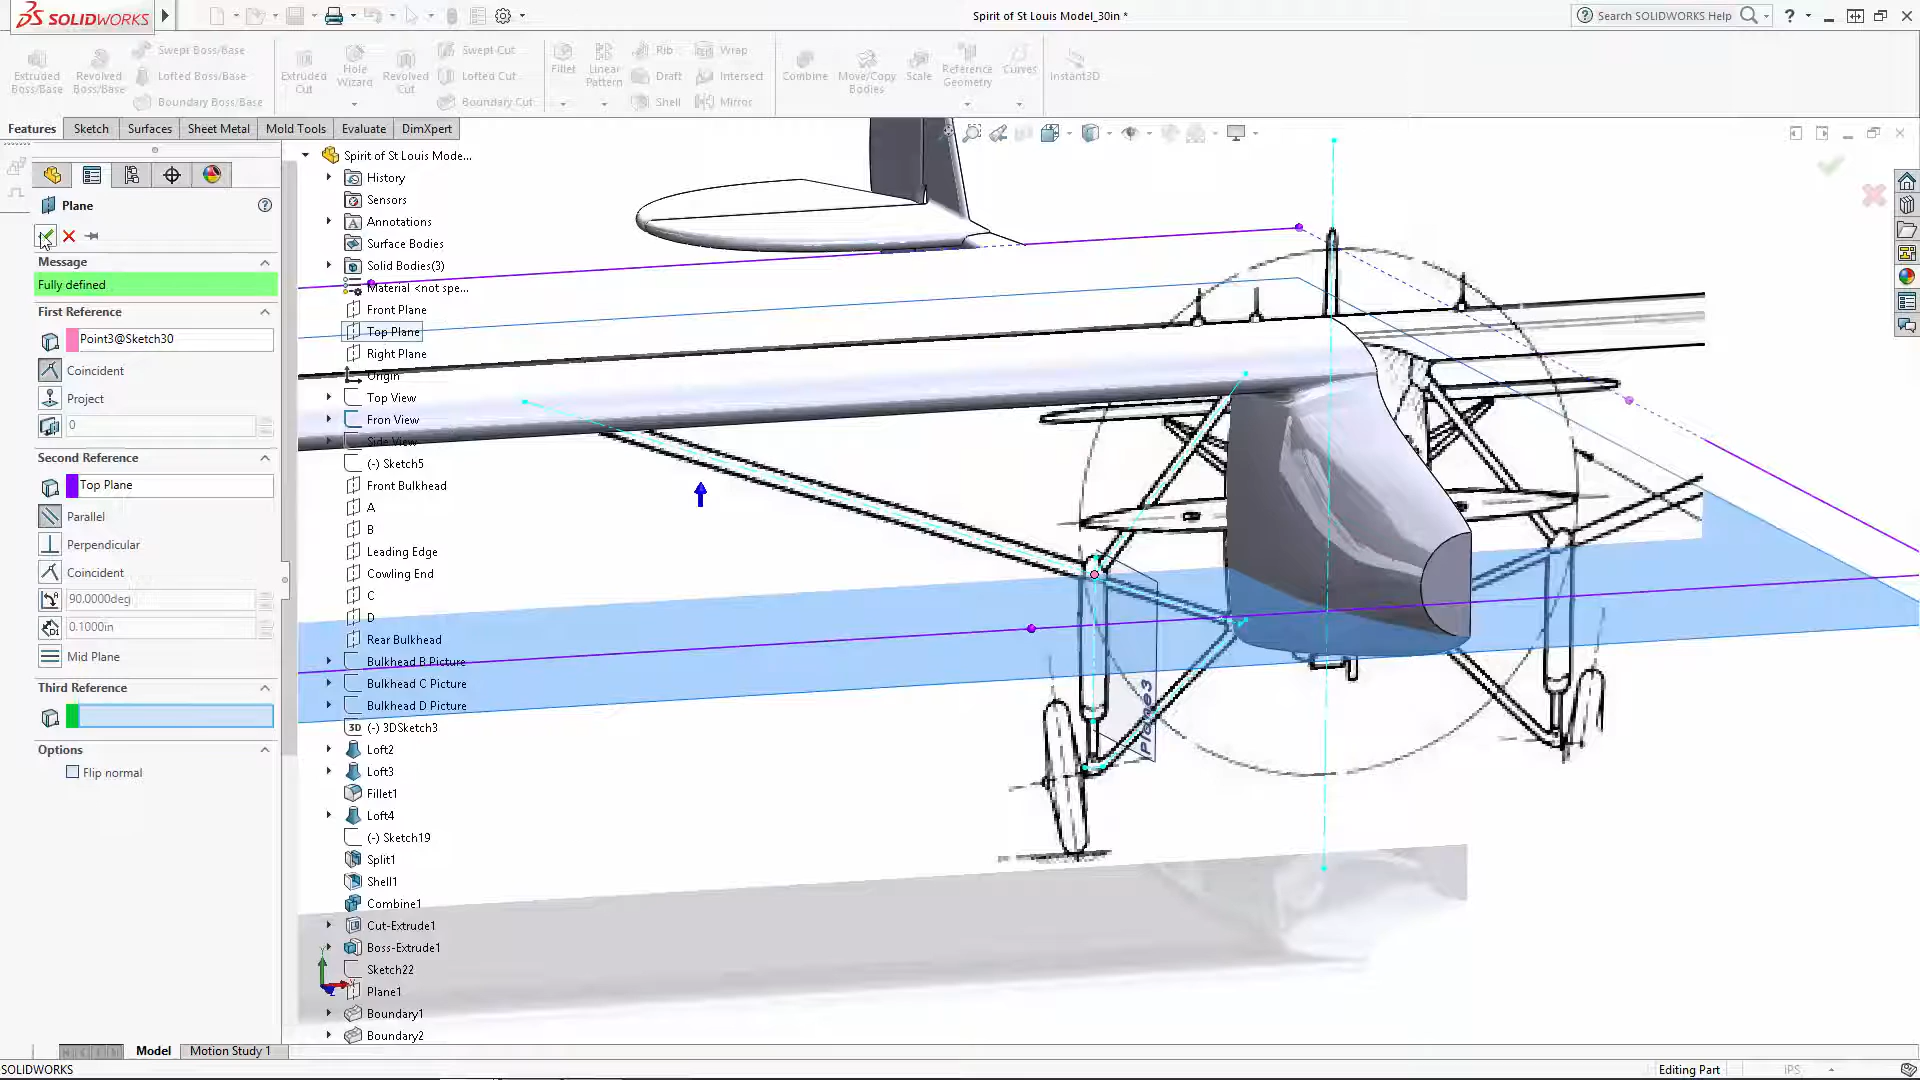 SOLIDWORKS
Spirit of St Louis Model_30in *
Search SOLIDWORKS Help
?
Extruded Boss/Base
Revolved Boss/Base
Swept Boss/Base
Lofted Boss/Base
Boundary Boss/Base
Extruded Cut
Hole Wizard
Revolved Cut
Swept Cut
Lofted Cut
Boundary Cut
Fillet
Linear Pattern
Rib
Draft
Shell
Wrap
Intersect
Mirror
Combine
Move/Copy Bodies
Scale
Reference Geometry
Curves
Instant3D
Features
Sketch
Surfaces
Sheet Metal
Mold Tools
Evaluate
DimXpert
Plane
?
Message
Fully defined
First Reference
Point3@Sketch30
Coincident
Project
0
Second Reference
Top Plane
Parallel
Perpendicular
Coincident
90.0000deg
0.1000in
Mid Plane
Third Reference
Options
Flip normal
Spirit of St Louis Mode...
History
Sensors
Annotations
Surface Bodies
Solid Bodies(3)
Material <not spe...
Front Plane
Top Plane
Right Plane
Origin
Top View
Fron View
Side View
(-) Sketch5
Front Bulkhead
A
B
Leading Edge
Cowling End
C
D
Rear Bulkhead
Bulkhead B Picture
Bulkhead C Picture
Bulkhead D Picture
3D (-) 3DSketch3
Loft2
Loft3
Fillet1
Loft4
(-) Sketch19
Split1
Shell1
Combine1
Cut-Extrude1
Boss-Extrude1
Sketch22
Plane1
Boundary1
Boundary2
Plane3
Model
Motion Study 1
SOLIDWORKS
Editing Part
IPS